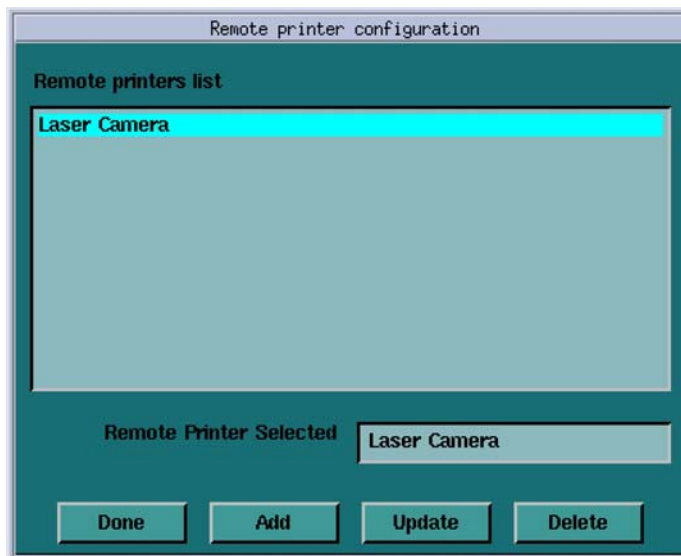 Remote printer configuration
Remote printers list
Laser Camera
Remote Printer Selected Laser Camera
Done Add Update Delete